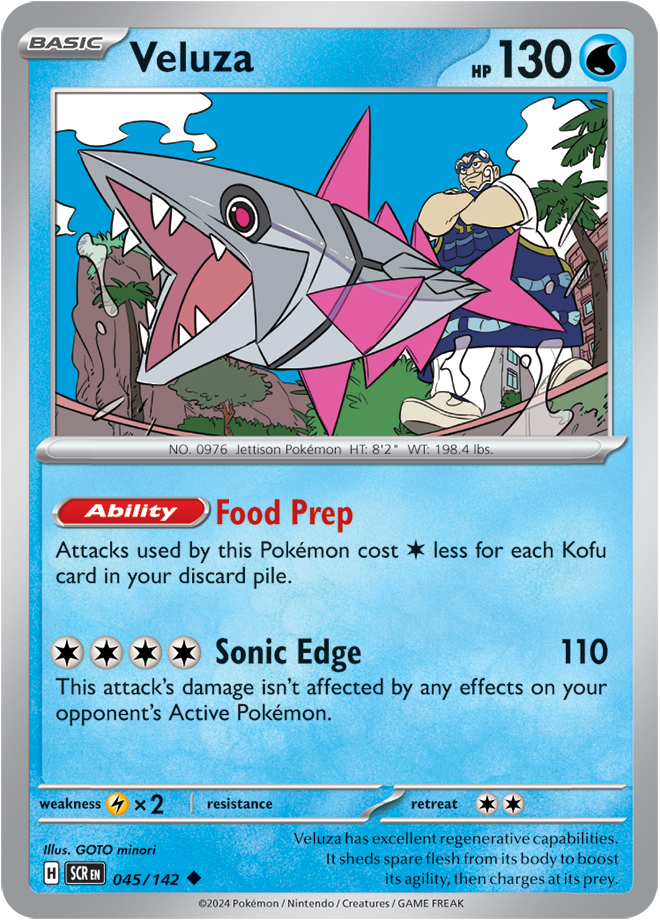 BASIC Veluza HP 130
NO. 0976 Jettison Pokémon HT: 8'2" WT: 198.4 lbs.
Ability Food Prep
Attacks used by this Pokémon cost less for each Kofu
card in your discard pile.
Sonic Edge 110
This attack's damage isn't affected by any effects on your
opponent's Active Pokémon.
weakness ×2 resistance retreat
Illus. GOTO minori
Veluza has excellent regenerative capabilities.
It sheds spare flesh from its body to boost
its agility, then charges at its prey.
H SCR EN 045/142
©2024 Pokémon / Nintendo / Creatures / GAME FREAK